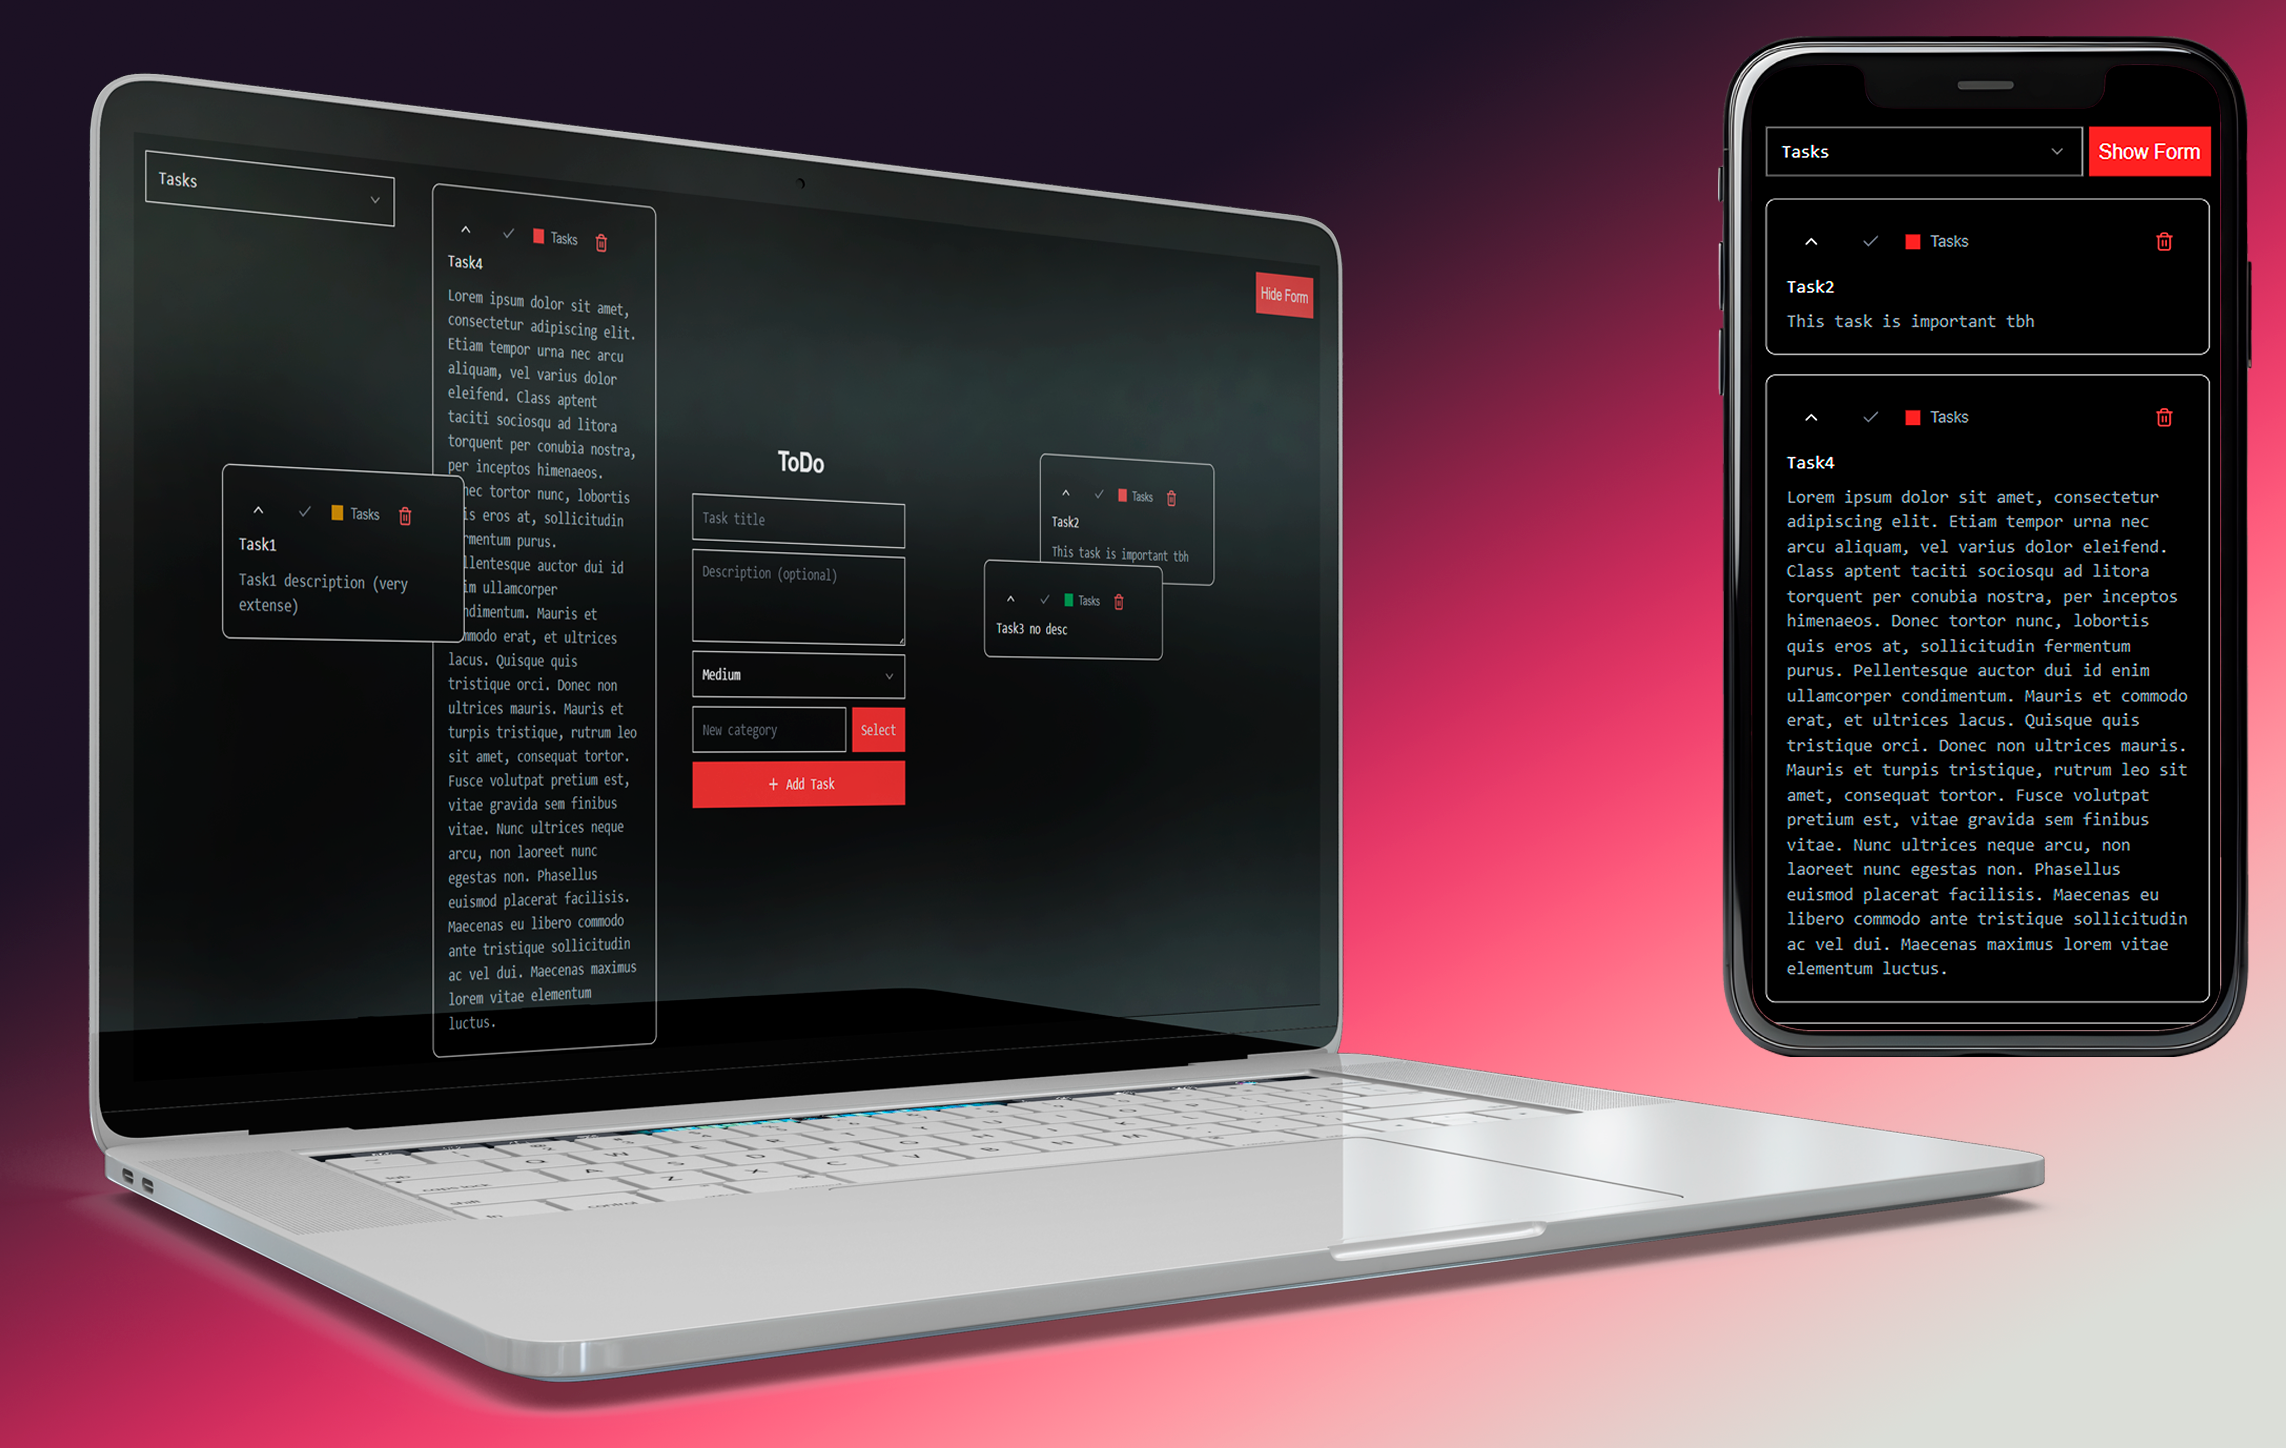 Tasks
Tasks
Task4
Lorem ipsum dolor sit amet,
consectetur adipiscing elit.
Etiam tempor urna nec arcu
aliquam, vel varius dolor
eleifend. Class aptent
taciti sociosqu ad litora
torquent per conubia nostra,
per inceptos himenaeos.
nec tortor nunc, lobortis
is eros at, sollicitudin
rmentum purus.
llentesque auctor dui id
im ullamcorper
ndimentum. Mauris et
mmodo erat, et ultrices
lacus. Quisque quis
tristique orci. Donec non
ultrices mauris. Mauris et
turpis tristique, rutrum leo
sit amet, consequat tortor.
Fusce volutpat pretium est,
vitae gravida sem finibus
vitae. Nunc ultrices neque
arcu, non laoreet nunc
egestas non. Phasellus
euismod placerat facilisis.
Maecenas eu libero commodo
ante tristique sollicitudin
ac vel dui. Maecenas maximus
lorem vitae elementum
luctus.
Tasks
Task1
Task1 description (very
extense)
ToDo
Task title
Description (optional)
Medium
New category
Select
+ Add Task
Hide Form
Tasks
Task2
This task is important tbh
Tasks
Task3 no desc
Tasks
Show Form
Tasks
Task2
This task is important tbh
Tasks
Task4
Lorem ipsum dolor sit amet, consectetur
adipiscing elit. Etiam tempor urna nec
arcu aliquam, vel varius dolor eleifend.
Class aptent taciti sociosqu ad litora
torquent per conubia nostra, per inceptos
himenaeos. Donec tortor nunc, lobortis
quis eros at, sollicitudin fermentum
purus. Pellentesque auctor dui id enim
ullamcorper condimentum. Mauris et commodo
erat, et ultrices lacus. Quisque quis
tristique orci. Donec non ultrices mauris.
Mauris et turpis tristique, rutrum leo sit
amet, consequat tortor. Fusce volutpat
pretium est, vitae gravida sem finibus
vitae. Nunc ultrices neque arcu, non
laoreet nunc egestas non. Phasellus
euismod placerat facilisis. Maecenas eu
libero commodo ante tristique sollicitudin
ac vel dui. Maecenas maximus lorem vitae
elementum luctus.
Q W E R T Y U I O P
caps lock A S D F G H J K L
shift Z X C V B N M
fn control